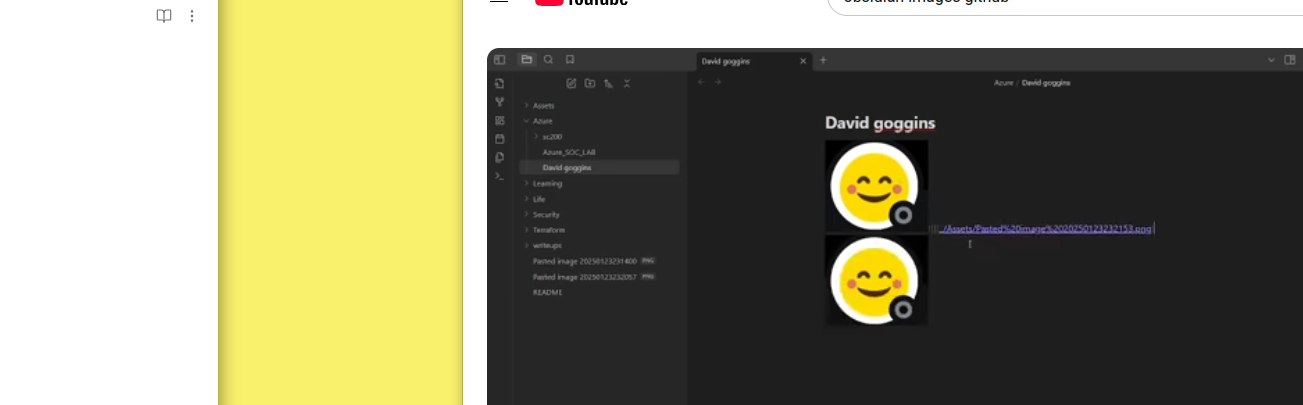 YouTube
obsidian images github
David goggins
Azure / David goggins
Assets
Azure
sc200
Azure_SOC_LAB
David goggins
Learning
Life
Security
Terraform
writeups
Pasted image 20250123231400 PNG
Pasted image 20250123232057 PNG
README
David goggins
![](../Assets/Pasted%20image%2020250123232153.png)